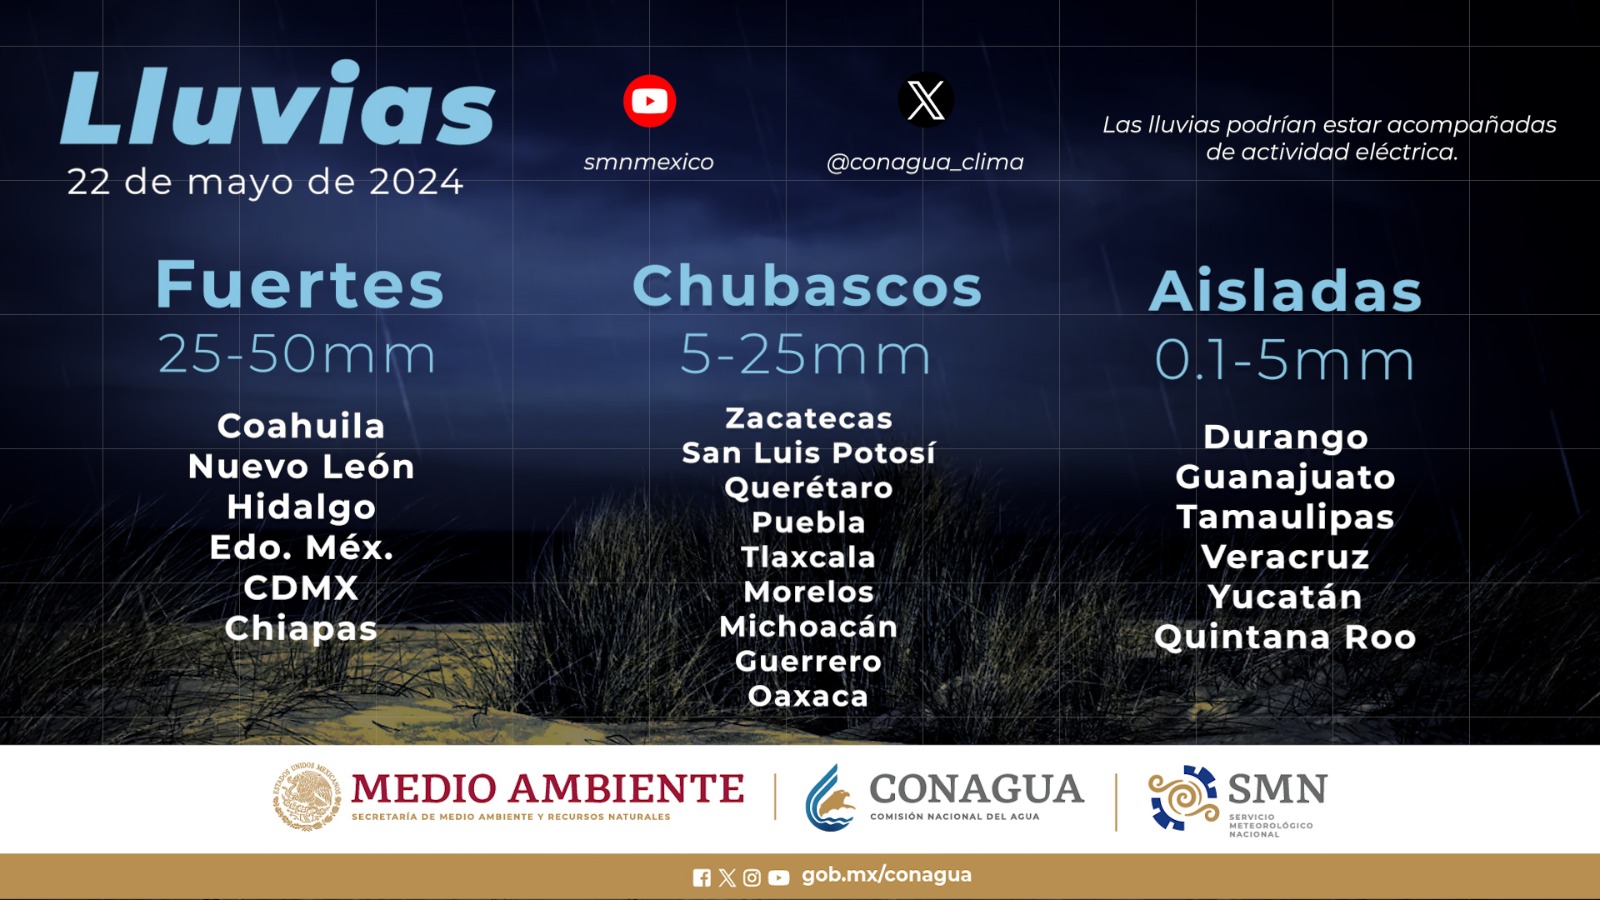 Lluvias
22 de mayo de 2024
smnmexico
@conagua_clima
Las lluvias podrían estar acompañadas
de actividad eléctrica.
Fuertes
25-50mm
Coahuila
Nuevo León
Hidalgo
Edo. Méx.
CDMX
Chiapas
Chubascos
5-25mm
Zacatecas
San Luis Potosí
Querétaro
Puebla
Tlaxcala
Morelos
Michoacán
Guerrero
Oaxaca
Aisladas
0.1-5mm
Durango
Guanajuato
Tamaulipas
Veracruz
Yucatán
Quintana Roo
ESTADOS UNIDOS MEXICANOS
MEDIO AMBIENTE
SECRETARÍA DE MEDIO AMBIENTE Y RECURSOS NATURALES
CONAGUA
COMISIÓN NACIONAL DEL AGUA
SMN
SERVICIO
METEOROLÓGICO
NACIONAL
gob.mx/conagua